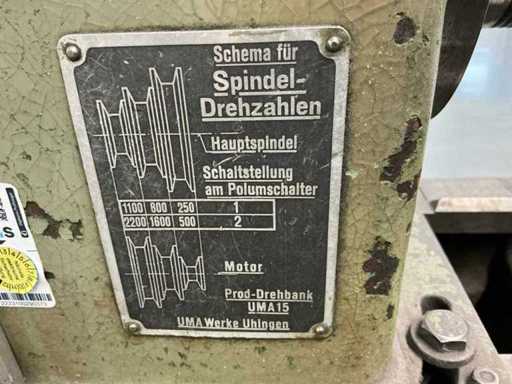 Schema für
Spindel-
Drehzahlen
Hauptspindel
Schaltstellung
am Polumschalter
1100 800 250 1
2200 1600 500 2
Motor
Prod-Drehbank
UMA15
UMA Werke Uhingen